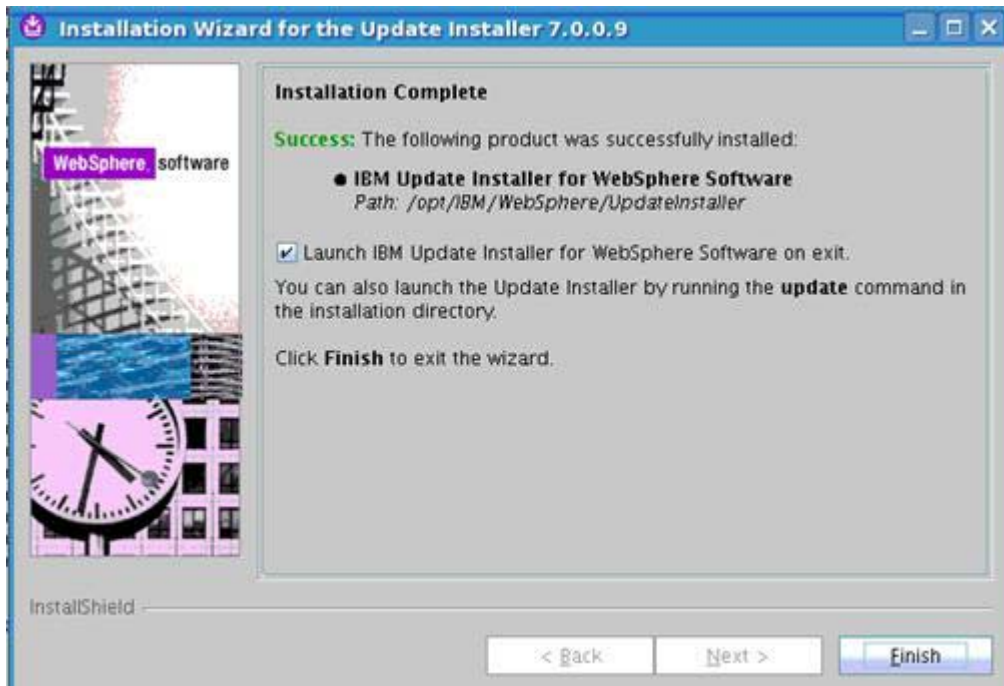 Installation Wizard for the Update Installer 7.0.0.9
WebSphere software
Installation Complete
Success: The following product was successfully installed:
● IBM Update Installer for WebSphere Software
Path: /opt/IBM/WebSphere/UpdateInstaller
Launch IBM Update Installer for WebSphere Software on exit.
You can also launch the Update Installer by running the update command in
the installation directory.
Click Finish to exit the wizard.
InstallShield
< Back
Next >
Finish